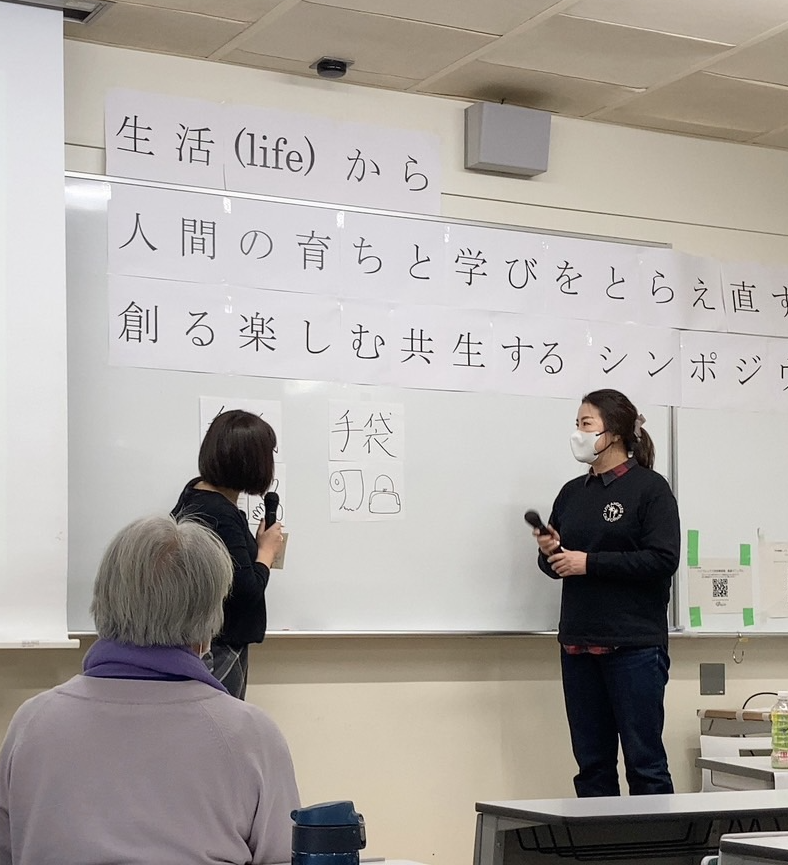 生活 (life) から
人間の育ちと学びをとらえ直す
創る楽しむ共生する シンポジウ
手袋